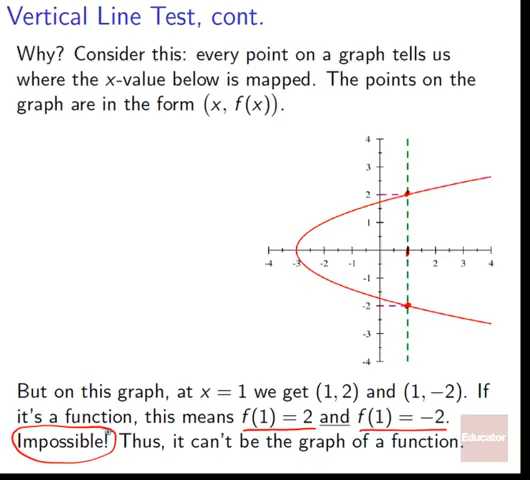 Vertical Line Test, cont.
Why? Consider this: every point on a graph tells us
where the x-value below is mapped. The points on the
graph are in the form (x, f(x)).
4
3
2
1
-4 -3 -2 -1 2 3 4
-1
-2
-3
-4
But on this graph, at x = 1 we get (1, 2) and (1, −2). If
it's a function, this means f(1) = 2 and f(1) = −2.
Impossible! Thus, it can't be the graph of a function.
Educator